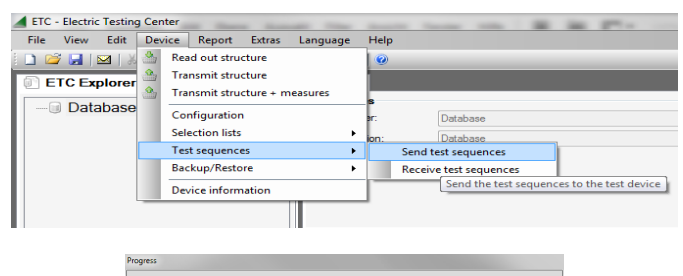 ETC - Electric Testing Center
File View Edit Device Report Extras Language Help
ETC Explorer
Database
Read out structure
Transmit structure
Transmit structure + measures
Configuration
Selection lists
Test sequences
Backup/Restore
Device information
Send test sequences
Receive test sequences
Send the test sequences to the test device
s
er: Database
ion: Database
Progress